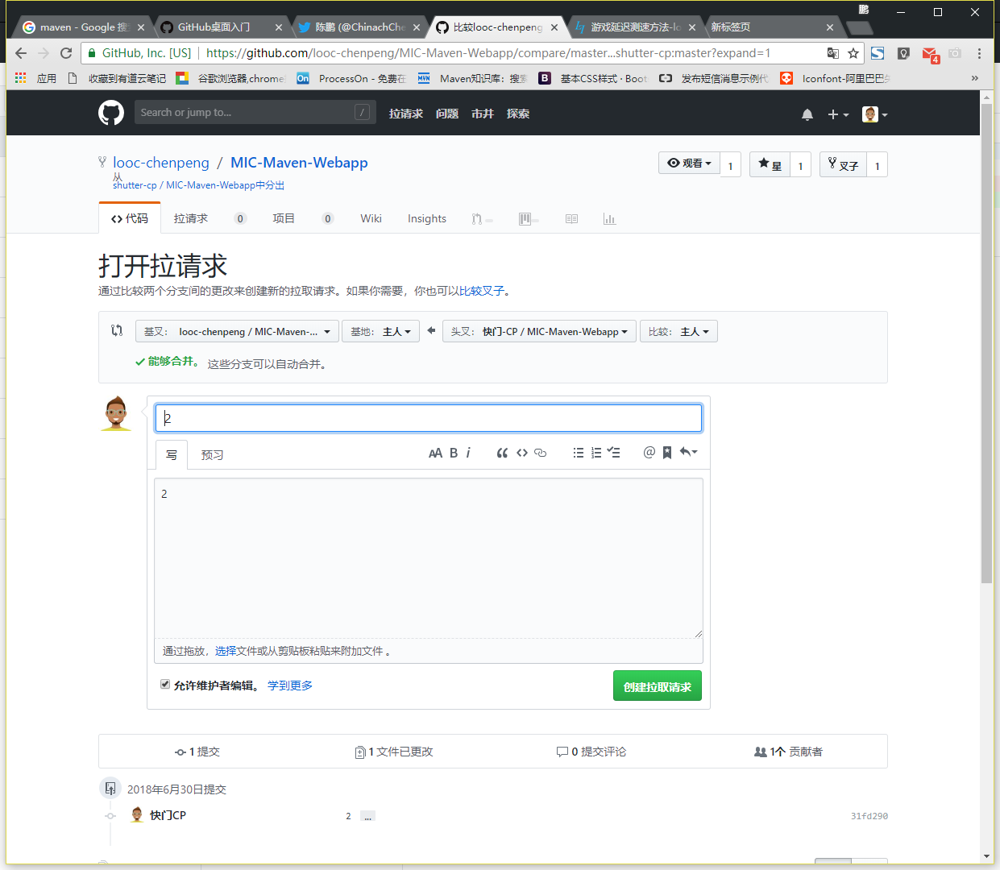 鹏
maven - Google 搜
GitHub桌面入门
陈鹏 (@ChinachChe
比较looc-chenpeng
游戏延迟测速方法-lo
新标签页
GitHub, Inc. [US] | https://github.com/looc-chenpeng/MIC-Maven-Webapp/compare/master...shutter-cp:master?expand=1
4
应用 收藏到有道云笔记 谷歌浏览器,chrome On ProcessOn - 免费在 MVN Maven知识库：搜索 B 基本CSS样式 · Boot 发布短信消息示例代 Iconfont-阿里巴巴矢 »
Search or jump to... / 拉请求 问题 市井 探索
looc-chenpeng / MIC-Maven-Webapp 观看 1 星 1 叉子 1
从
shutter-cp / MIC-Maven-Webapp中分出
代码 拉请求 0 项目 0 Wiki Insights
打开拉请求
通过比较两个分支间的更改来创建新的拉取请求。如果你需要，你也可以比较叉子。
基叉： looc-chenpeng / MIC-Maven-... 基地： 主人 头叉： 快门-CP / MIC-Maven-Webapp 比较： 主人
能够合并。 这些分支可以自动合并。
2
写 预习 AA B i @
2
通过拖放，选择文件或从剪贴板粘贴来附加文件 。
允许维护者编辑。 学到更多 创建拉取请求
1 提交 1 文件已更改 0 提交评论 1个 贡献者
2018年6月30日提交
快门CP 2 ... 31fd290